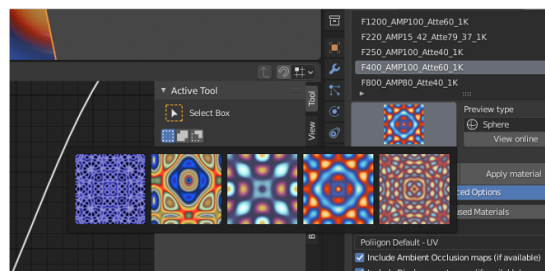 F1200_AMP100_Atte60_1K
F220_AMP15_42_Atte79_37_1K
F250_AMP100_Atte40_1K
F400_AMP100_Atte60_1K
F800_AMP80_Atte40_1K
Active Tool
Select Box
Tool
View
Preview type
Sphere
View online
Apply material
ced Options
used Materials
Poliigon Default - UV
Include Ambient Occlusion maps (if available)